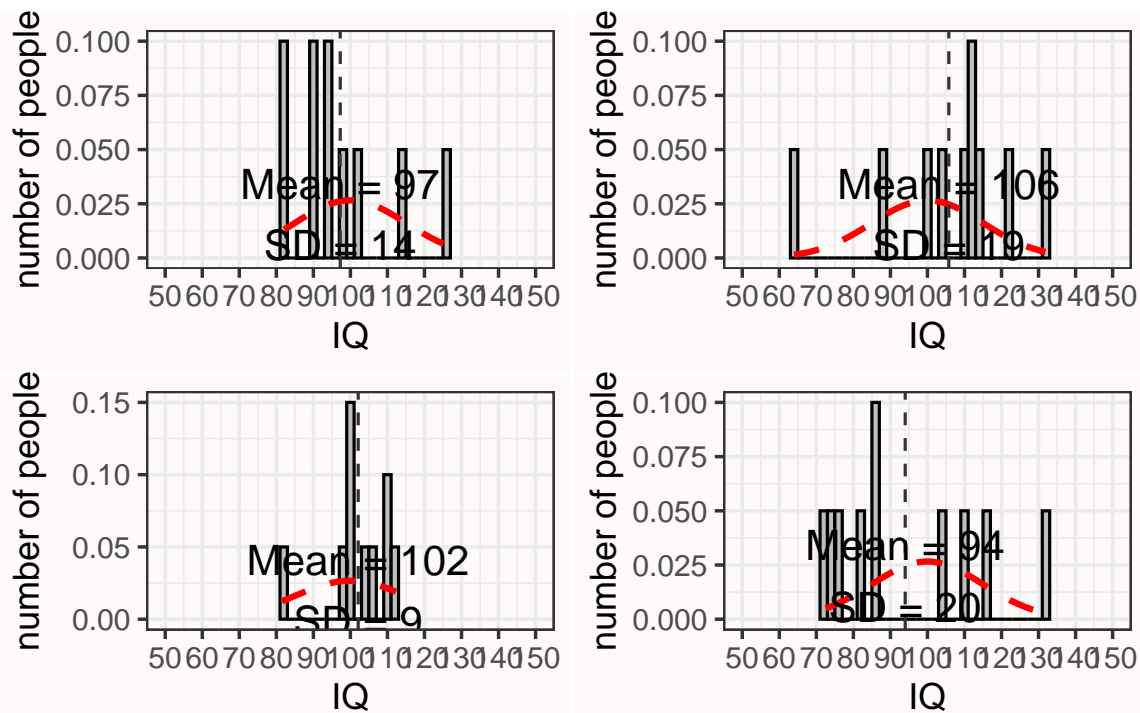 number of people
0.100
0.075
0.050
0.025
0.000
Mean = 97
SD = 14
50 60 70 80 90 100 110 120 130 140 150
IQ
number of people
0.100
0.075
0.050
0.025
0.000
Mean = 106
SD = 19
50 60 70 80 90 100 110 120 130 140 150
IQ
number of people
0.15
0.10
0.05
0.00
Mean = 102
SD = 9
50 60 70 80 90 100 110 120 130 140 150
IQ
number of people
0.100
0.075
0.050
0.025
0.000
Mean = 94
SD = 20
50 60 70 80 90 100 110 120 130 140 150
IQ